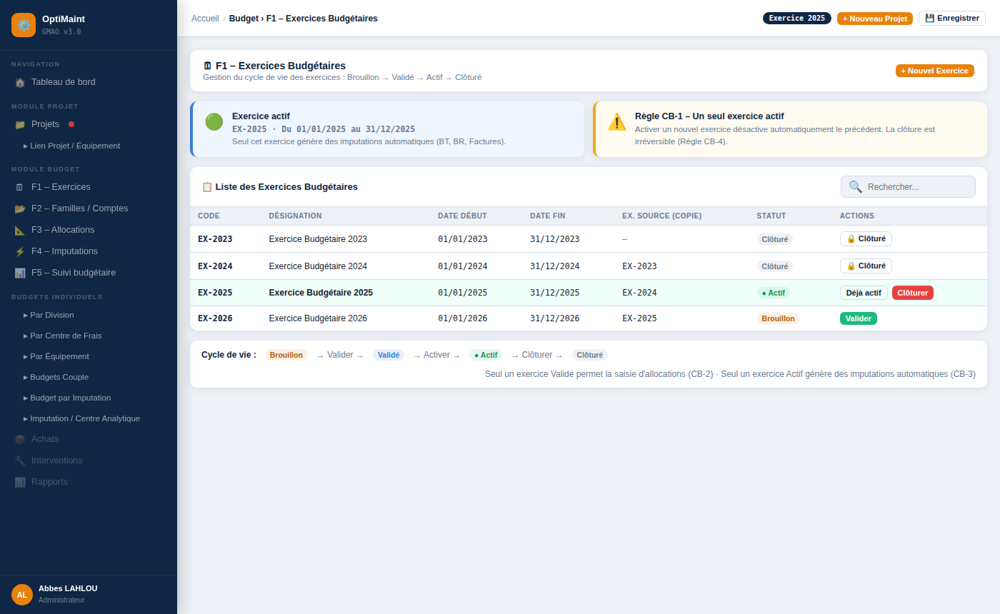 OptiMaint
GMAO v3.0
NAVIGATION
Tableau de bord
MODULE PROJET
Projets
▸ Lien Projet / Équipement
MODULE BUDGET
F1 – Exercices
F2 – Familles / Comptes
F3 – Allocations
F4 – Imputations
F5 – Suivi budgétaire
BUDGETS INDIVIDUELS
▸ Par Division
▸ Par Centre de Frais
▸ Par Équipement
▸ Budgets Couple
▸ Budget par Imputation
▸ Imputation / Centre Analytique
Achats
Interventions
Rapports
AL
Abbes LAHLOU
Administrateur
Accueil › Budget › F1 – Exercices Budgétaires
Exercice 2025
+ Nouveau Projet
Enregistrer
F1 – Exercices Budgétaires
Gestion du cycle de vie des exercices : Brouillon → Validé → Actif → Clôturé
+ Nouvel Exercice
Exercice actif
EX-2025 · Du 01/01/2025 au 31/12/2025
Seul cet exercice génère des imputations automatiques (BT, BR, Factures).
Règle CB-1 – Un seul exercice actif
Activer un nouvel exercice désactive automatiquement le précédent. La clôture est
irréversible (Règle CB-4).
Liste des Exercices Budgétaires
Rechercher...
CODE DÉSIGNATION DATE DÉBUT DATE FIN EX. SOURCE (COPIE) STATUT ACTIONS
EX-2023 Exercice Budgétaire 2023 01/01/2023 31/12/2023 — Clôturé Clôturé
EX-2024 Exercice Budgétaire 2024 01/01/2024 31/12/2024 EX-2023 Clôturé Clôturé
EX-2025 Exercice Budgétaire 2025 01/01/2025 31/12/2025 EX-2024 ● Actif Déjà actif Clôturer
EX-2026 Exercice Budgétaire 2026 01/01/2026 31/12/2026 EX-2025 Brouillon Valider
Cycle de vie : Brouillon → Valider → Validé → Activer → ● Actif → Clôturer → Clôturé
Seul un exercice Validé permet la saisie d'allocations (CB-2) · Seul un exercice Actif génère des imputations automatiques (CB-3)